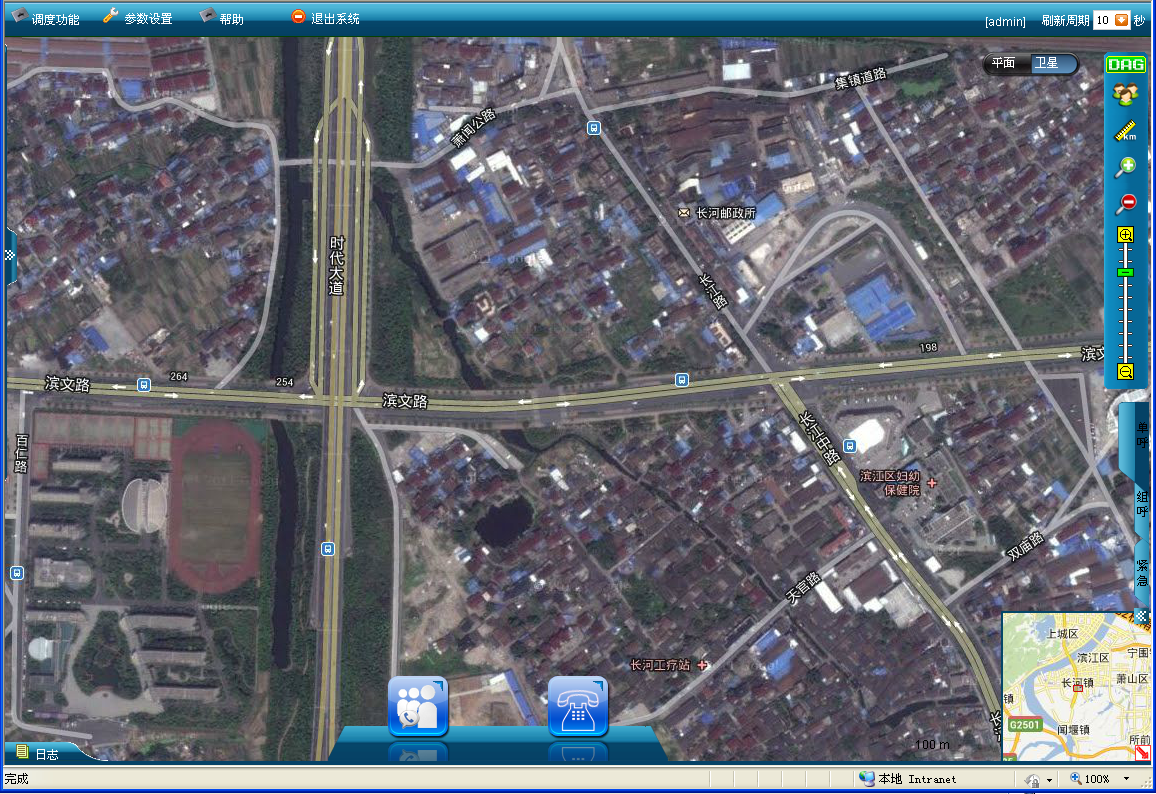 调度功能
参数设置
帮助
退出系统
[admin]
刷新周期 10 秒
平面
卫星
DAG
km
集镇道路
萧闻公路
长河邮政所
时代大道
长江路
198
滨文
264
254
滨文路
滨文路
百仁路
长江中路
滨江区妇幼
保健院
双庙路
天官路
长河工疗站
单呼
组呼
紧急
上城区
滨江区
宁围
长河镇
萧山区
镇
G2501
闻堰镇
所前
100 m
日志
完成
本地 Intranet
100%